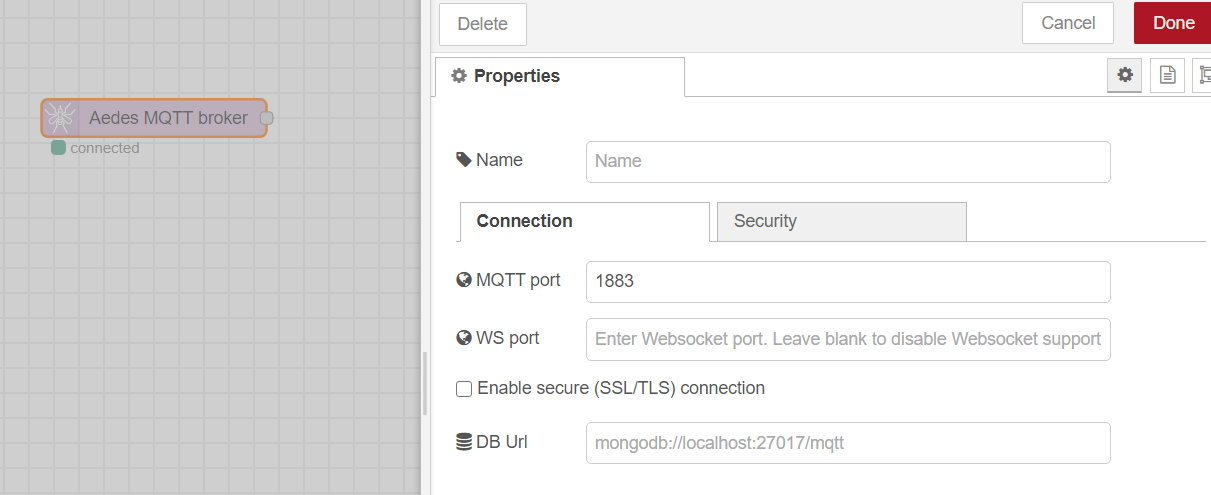 Delete
Cancel
Done
Properties
Aedes MQTT broker
connected
Name
Name
Connection
Security
MQTT port
1883
WS port
Enter Websocket port. Leave blank to disable Websocket support
Enable secure (SSL/TLS) connection
DB Url
mongodb://localhost:27017/mqtt